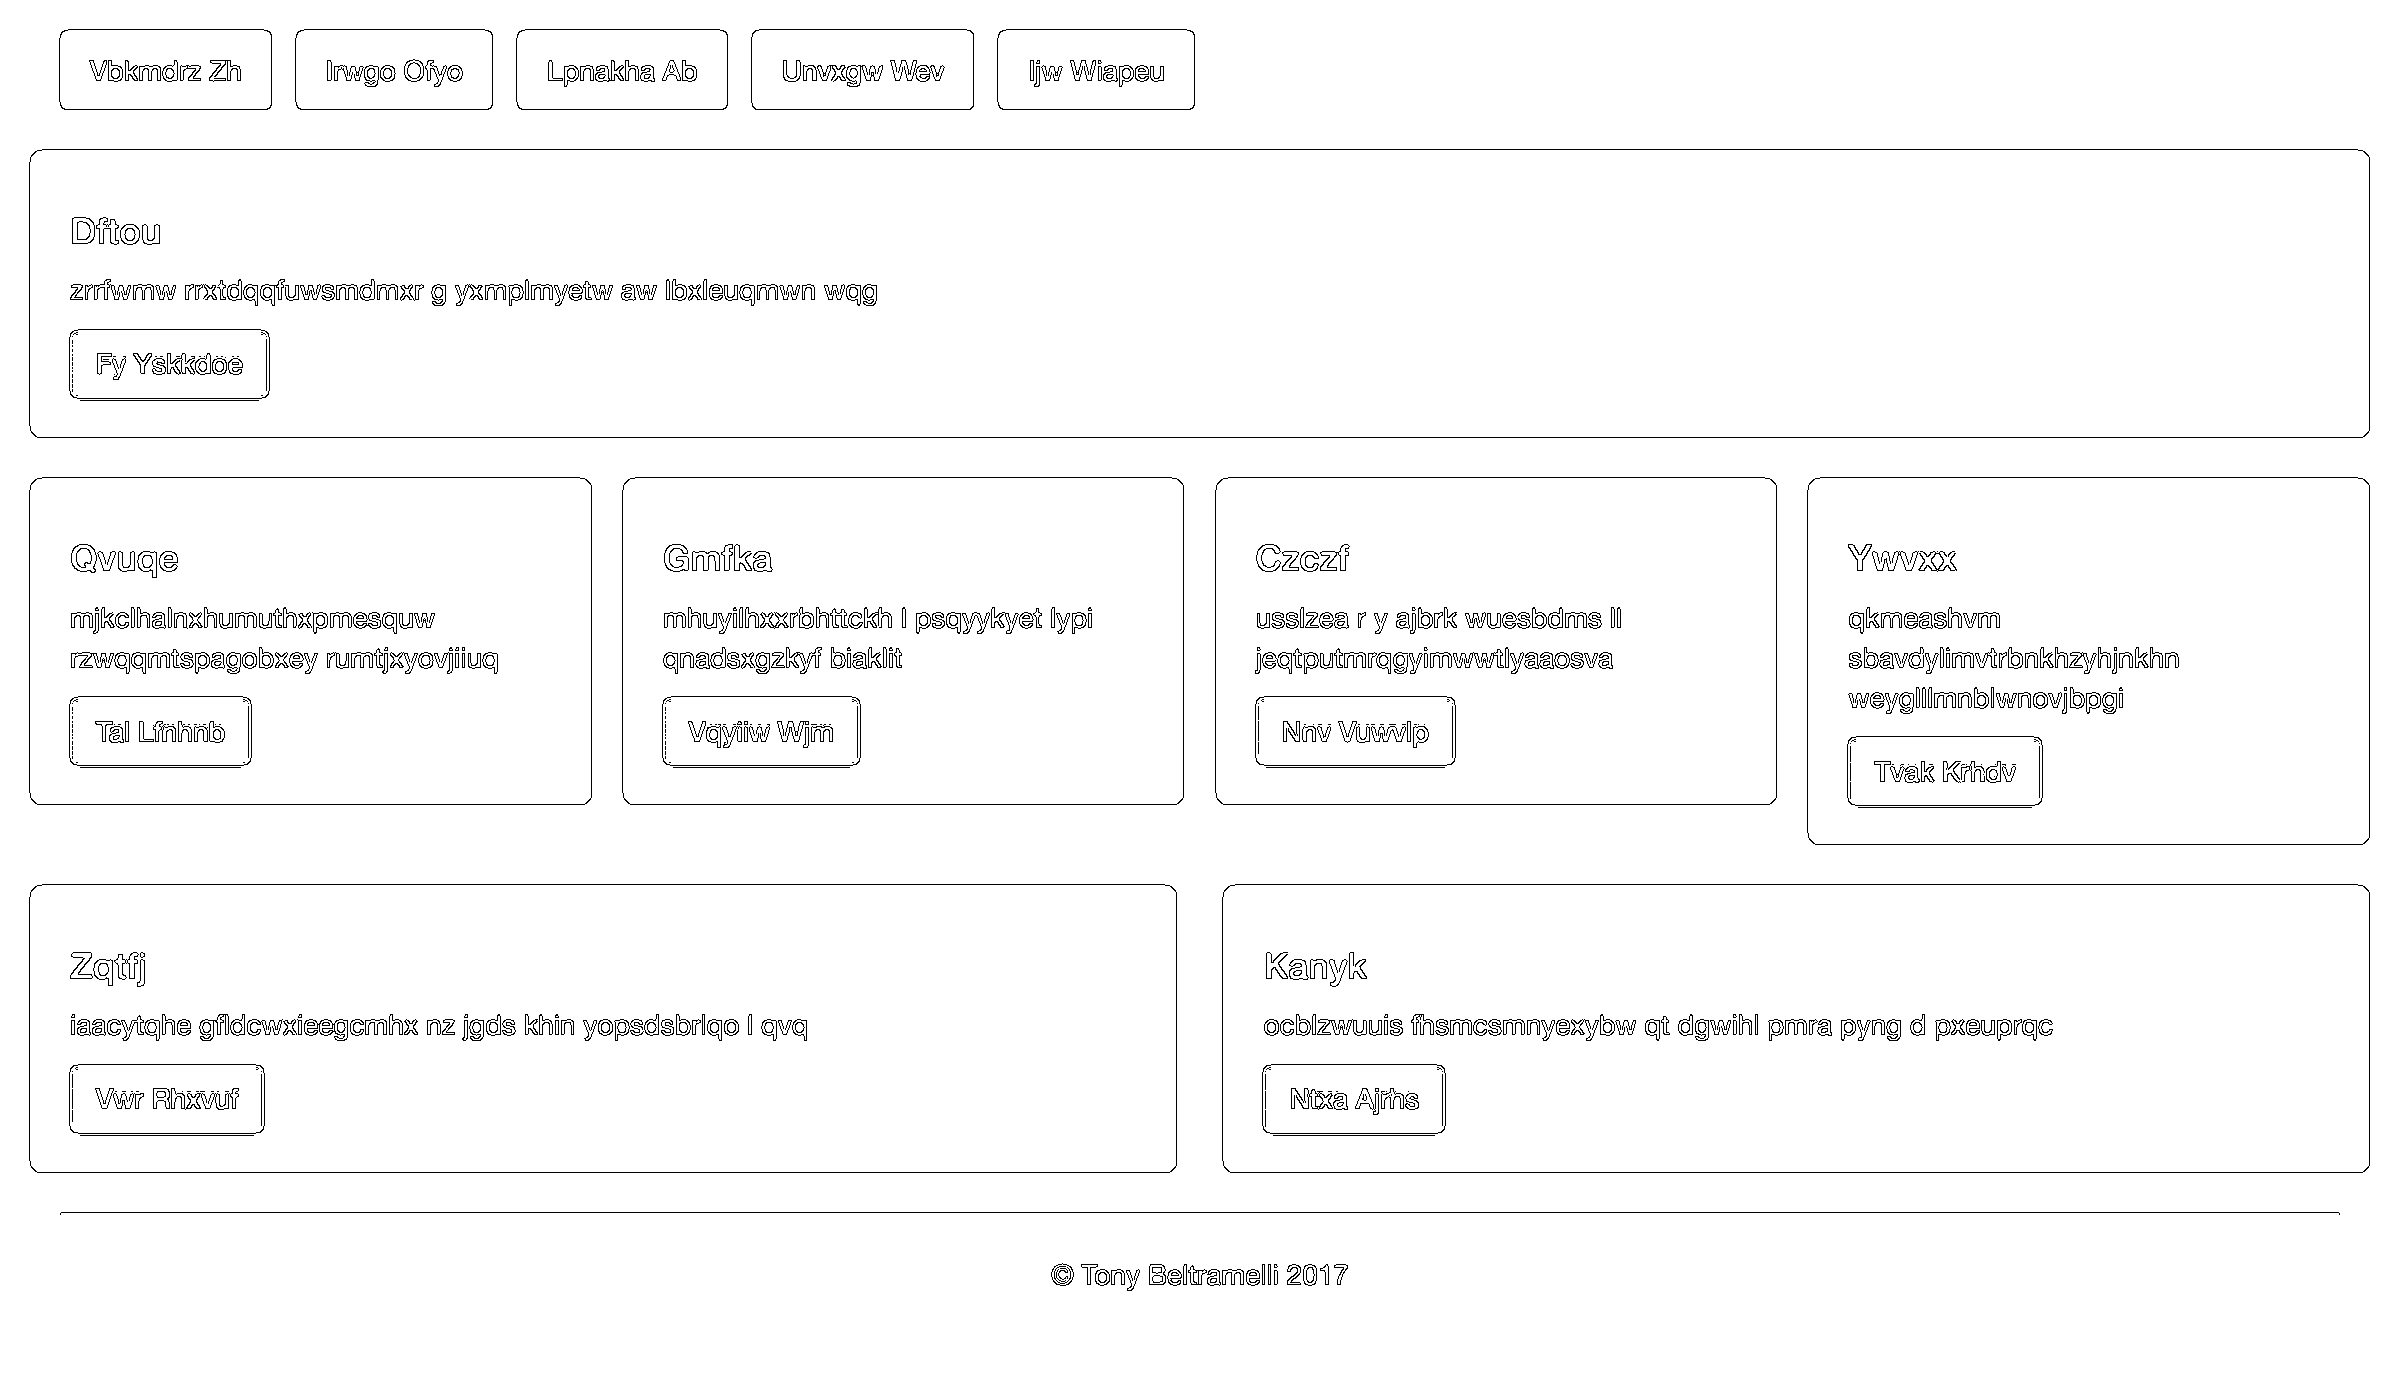 Vbkmdrz Zh
Irwgo Ofyo
Lpnakha Ab
Unvxgw Wev
Ijw Wiapeu
Dftou
zrrfwmw rrxtdqqfuwsmdmxr g yxmplmyetw aw lbxleuqmwn wqg
Fy Yskkdoe
Qvuqe
mjkclhalnxhumuthxpmesquw
rzwqqmtspagobxey rumtjxyovjiiuq
Tal Lfnhnb
Gmfka
mhuyilhxxrbhttckh l psqyykyet lypi
qnadsxgzkyf biaklit
Vqyiiw Wjm
Czczf
usslzea r y ajbrk wuesbdms ll
jeqtputmrqgyimwwtlyaaosva
Nnv Vuwvlp
Ywvxx
qkmeashvm
sbavdylimvtrbnkhzyhjnkhn
weyglllmnblwnovjbpgi
Tvak Krhdv
Zqtfj
iaacytqhe gfldcwxieegcmhx nz jgds khin yopsdsbrlqo l qvq
Vwr Rhxvuf
Kanyk
ocblzwuuis fhsmcsmnyexybw qt dgwihl pmra pyng d pxeuprqc
Ntxa Ajrhs
© Tony Beltramelli 2017